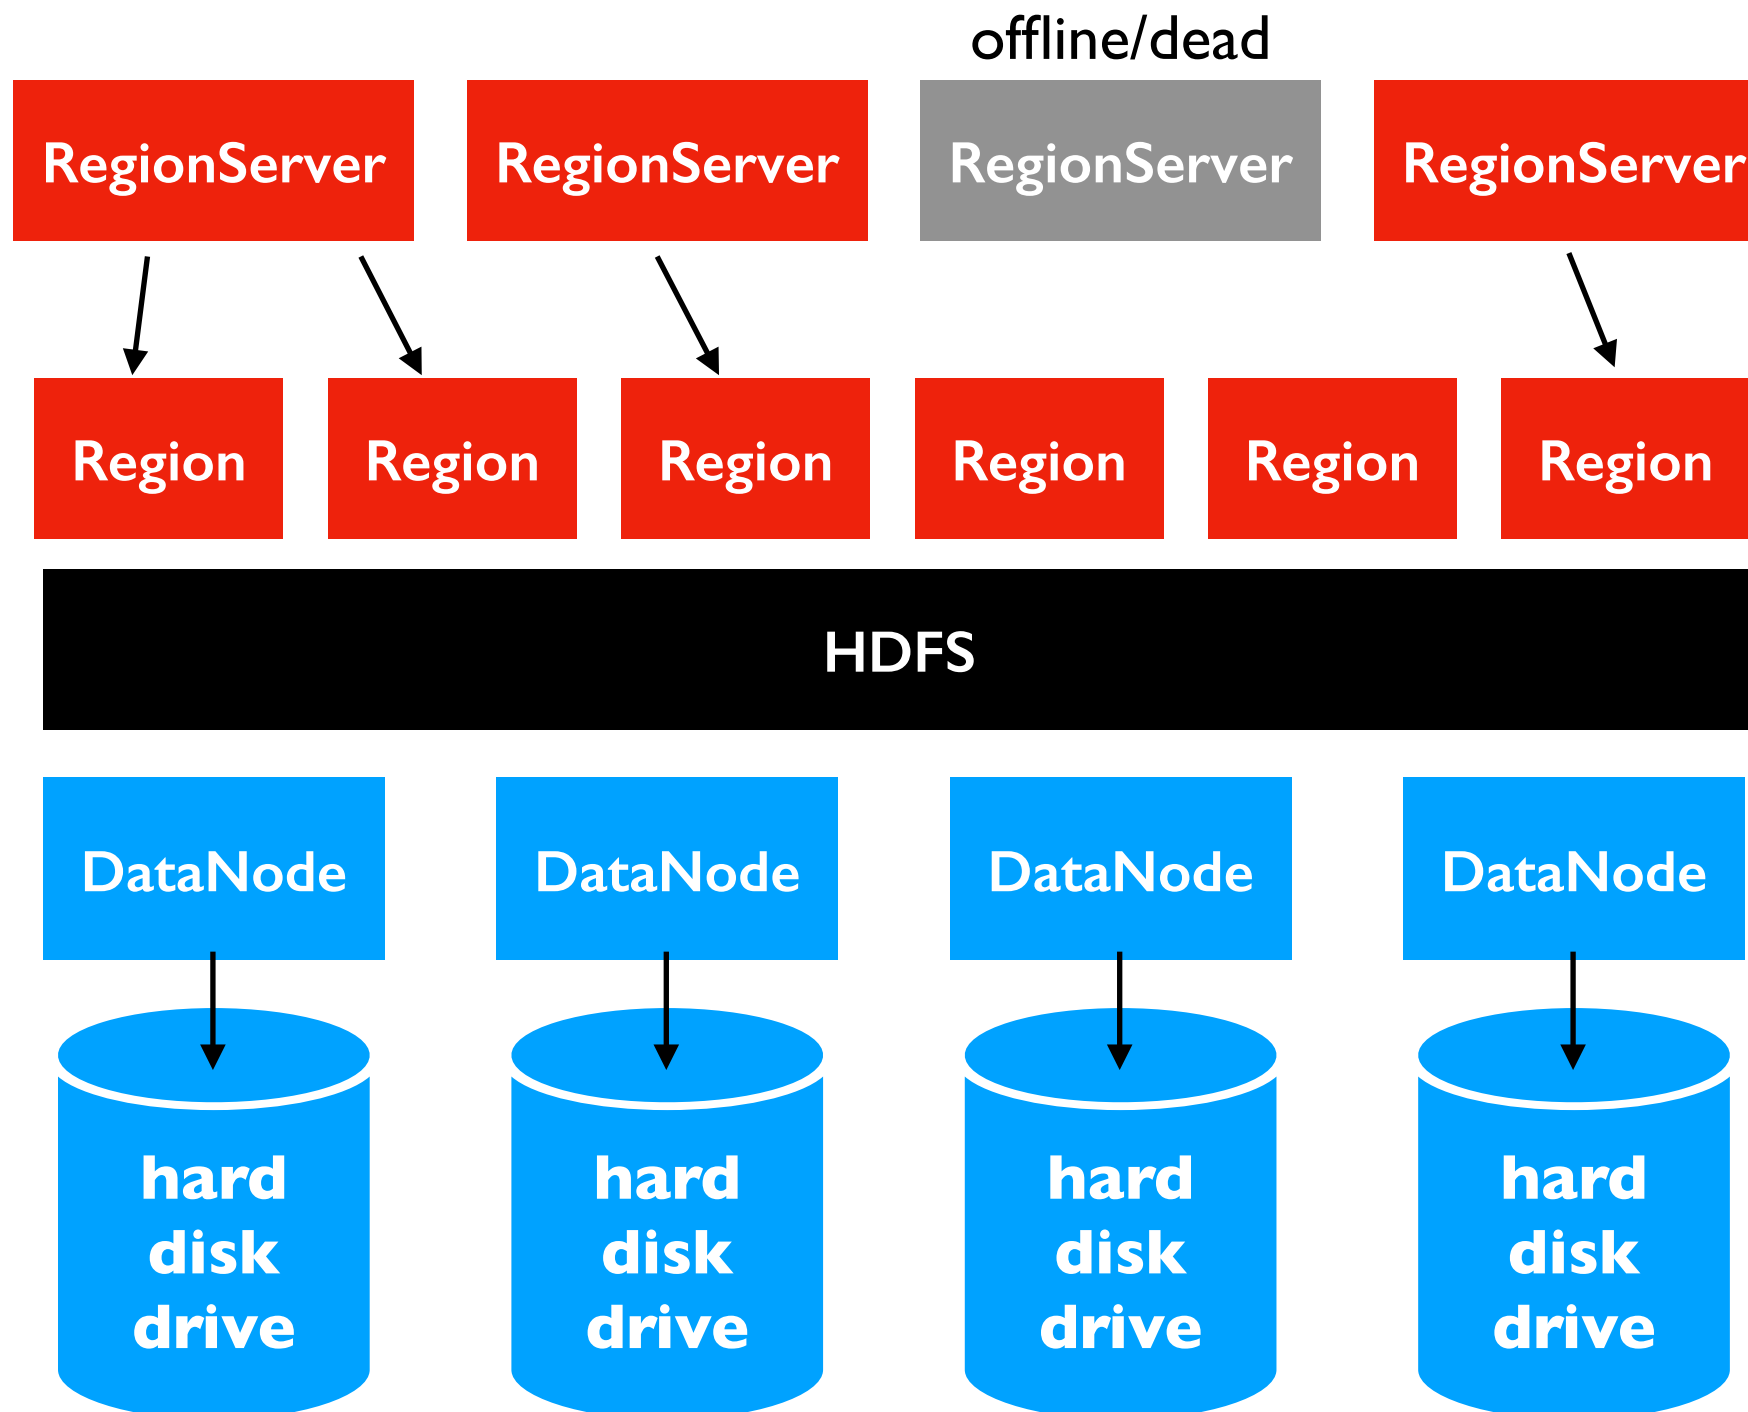 offline/dead
RegionServer
RegionServer
RegionServer
RegionServer
Region
Region
Region
Region
Region
Region
HDFS
DataNode
DataNode
DataNode
DataNode
hard
disk
drive
hard
disk
drive
hard
disk
drive
hard
disk
drive